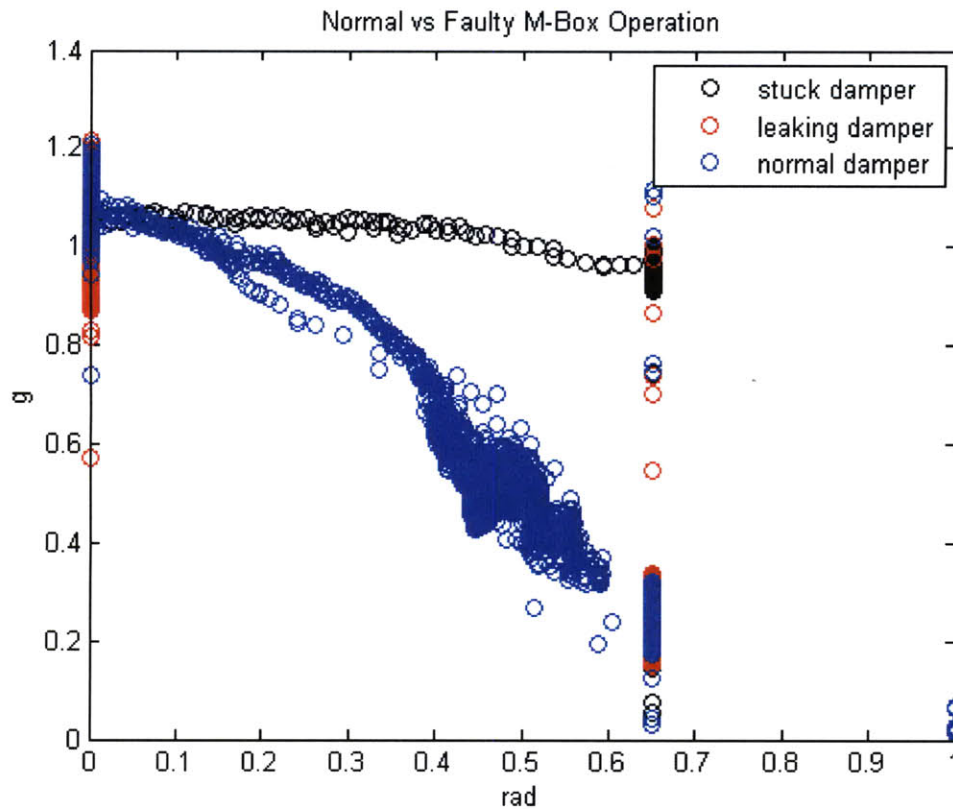 Normal vs Faulty M-Box Operation
1.4
1.2
1
0.8
0.6
0.4
0.2
0
g
stuck damper
leaking damper
normal damper
0 0.1 0.2 0.3 0.4 0.5 0.6 0.7 0.8 0.9 1
rad